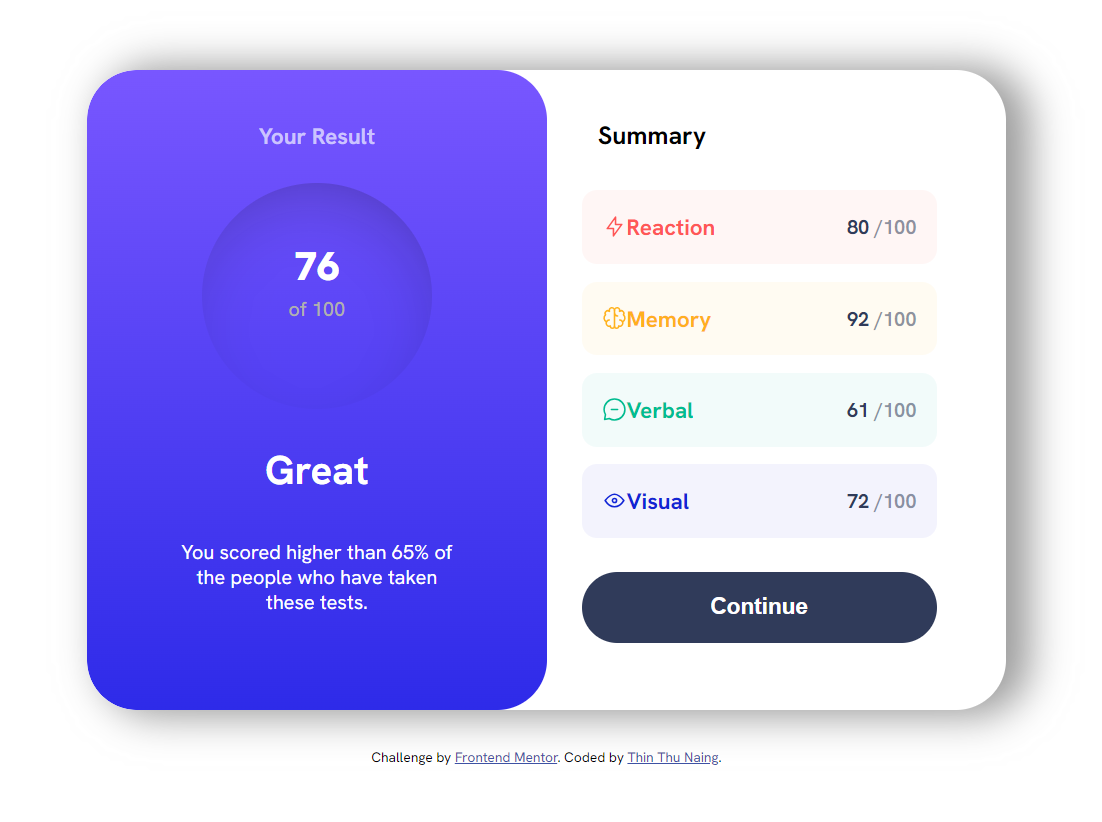 Your Result
76
of 100
Great
You scored higher than 65% of
the people who have taken
these tests.
Summary
Reaction 80 /100
Memory 92 /100
Verbal 61 /100
Visual 72 /100
Continue
Challenge by Frontend Mentor. Coded by Thin Thu Naing.